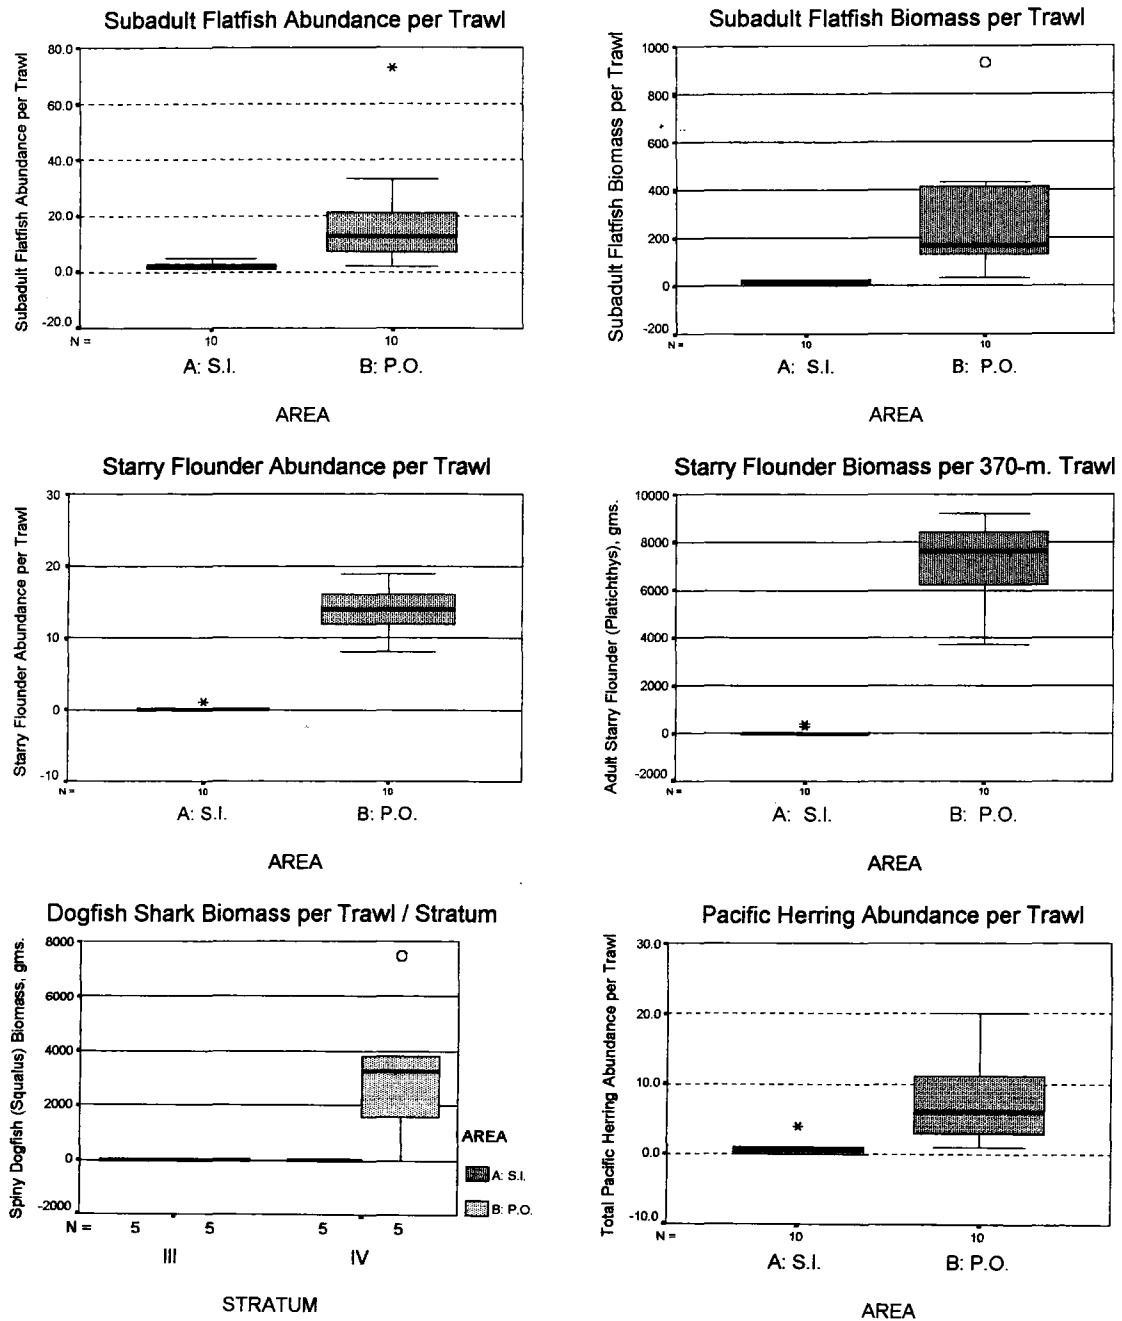 Subadult Flatfish Abundance per Trawl
Subadult Flatfish Abundance per Trawl
80.0
60.0
40.0
20.0
0.0
-20.0
*
N = 10 10
A: S.I. B: P.O.
AREA
Subadult Flatfish Biomass per Trawl
Subadult Flatfish Biomass per Trawl
1000
800
600
400
200
0
-200
N = 10 10
A: S.I. B: P.O.
AREA
Starry Flounder Abundance per Trawl
Starry Flounder Abundance per Trawl
30
20
10
0
-10
*
N = 10 10
A: S.I. B: P.O.
AREA
Starry Flounder Biomass per 370-m. Trawl
Adult Starry Flounder (Platichthys), gms.
10000
8000
6000
4000
2000
0
-2000
N = 10 10
A: S.I. B: P.O.
AREA
Dogfish Shark Biomass per Trawl / Stratum
Spiny Dogfish (Squalus) Biomass, gms.
8000
6000
4000
2000
0
-2000
N = 5 5 5 5
III IV
STRATUM
AREA
A: S.I.
B: P.O.
Pacific Herring Abundance per Trawl
Total Pacific Herring Abundance per Trawl
30.0
20.0
10.0
0.0
-10.0
*
N = 10 10
A: S.I. B: P.O.
AREA